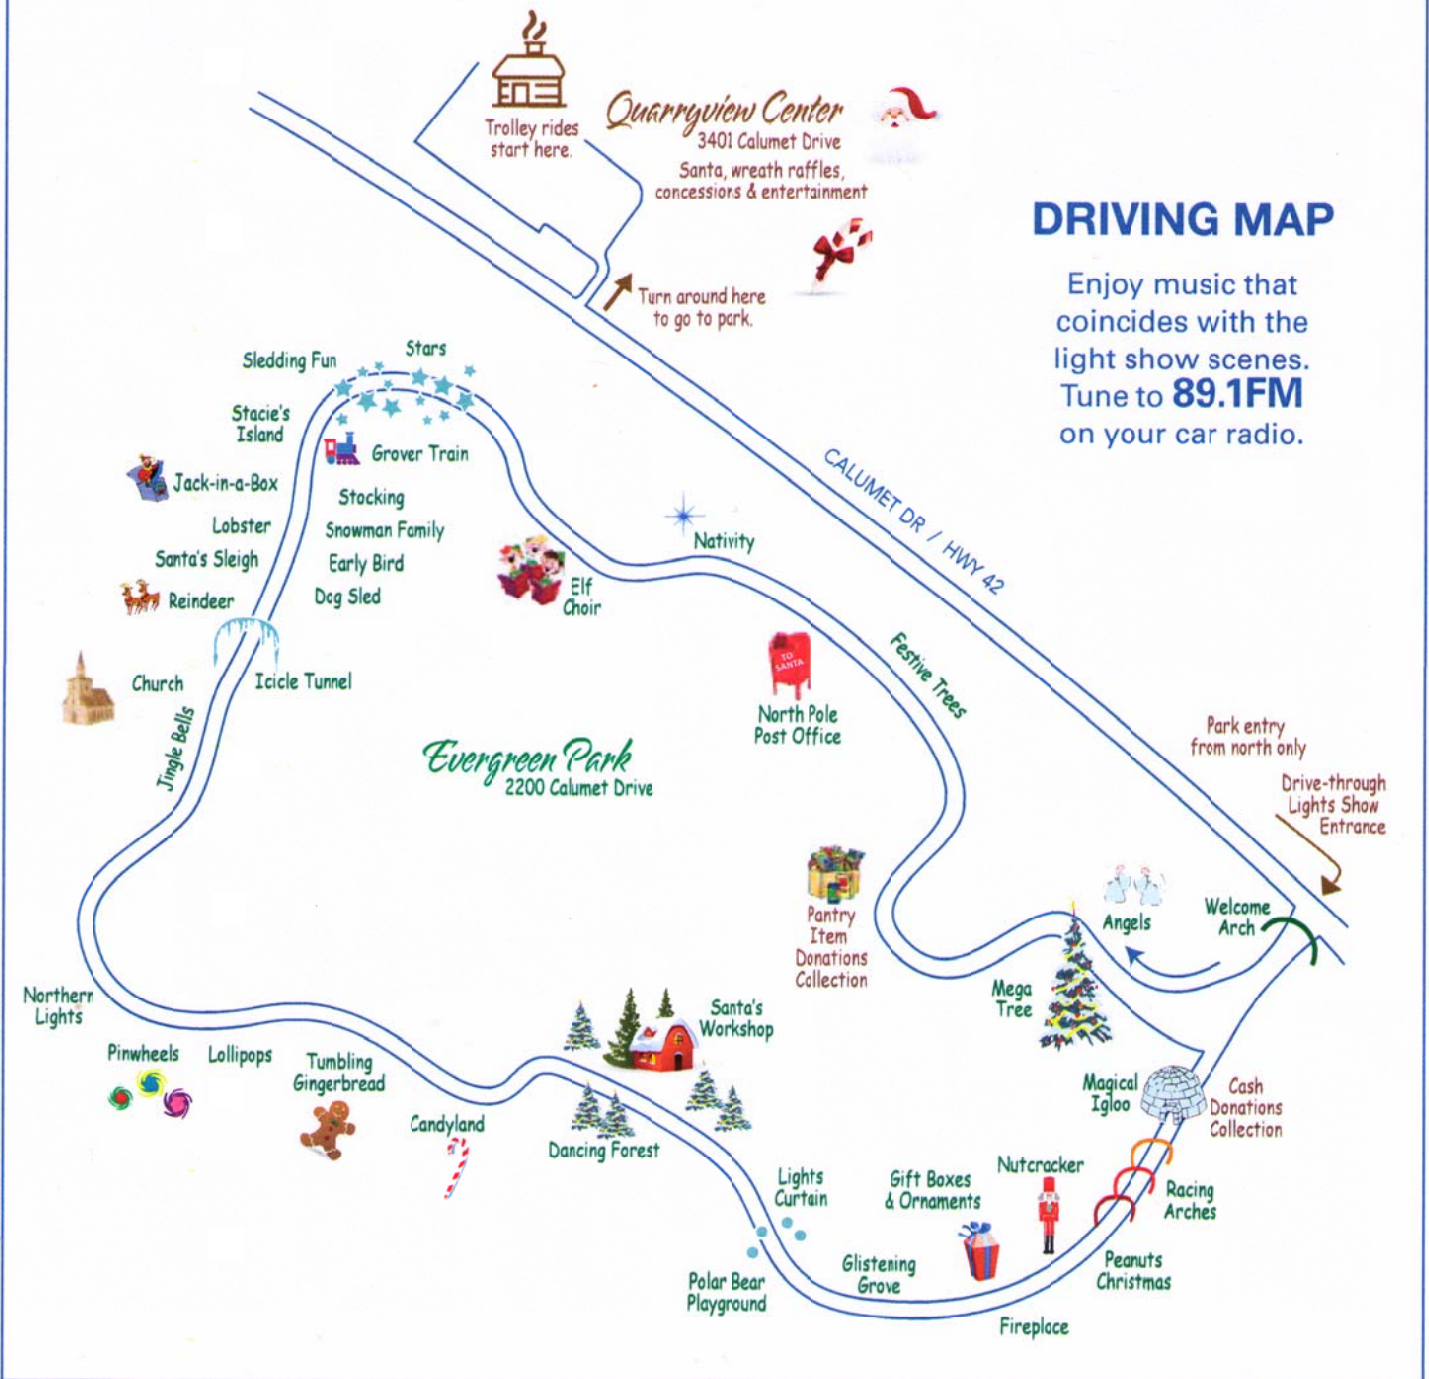 Trolley rides
start here.
Quarryview Center
3401 Calumet Drive
Santa, wreath raffles,
concessions & entertainment
DRIVING MAP
Enjoy music that
coincides with the
light show scenes.
Tune to 89.1FM
on your car radio.
Turn around here
to go to park.
CALUMET DR / HWY 42
Sledding Fun
Stars
Stacie's
Island
Grover Train
Jack-in-a-Box
Stocking
Lobster
Snowman Family
Santa's Sleigh
Early Bird
Reindeer
Dog Sled
Elf
Choir
Nativity
Church
Icicle Tunnel
Jingle Bells
TO
SANTA
North Pole
Post Office
Festive Trees
Evergreen Park
2200 Calumet Drive
Park entry
from north only
Drive-through
Lights Show
Entrance
Pantry
Item
Donations
Collection
Angels
Welcome
Arch
Mega
Tree
Northern
Lights
Pinwheels
Lollipops
Tumbling
Gingerbread
Candyland
Santa's
Workshop
Dancing Forest
Magical
Igloo
Cash
Donations
Collection
Lights
Curtain
Gift Boxes
& Ornaments
Nutcracker
Racing
Arches
Polar Bear
Playground
Glistening
Grove
Peanuts
Christmas
Fireplace